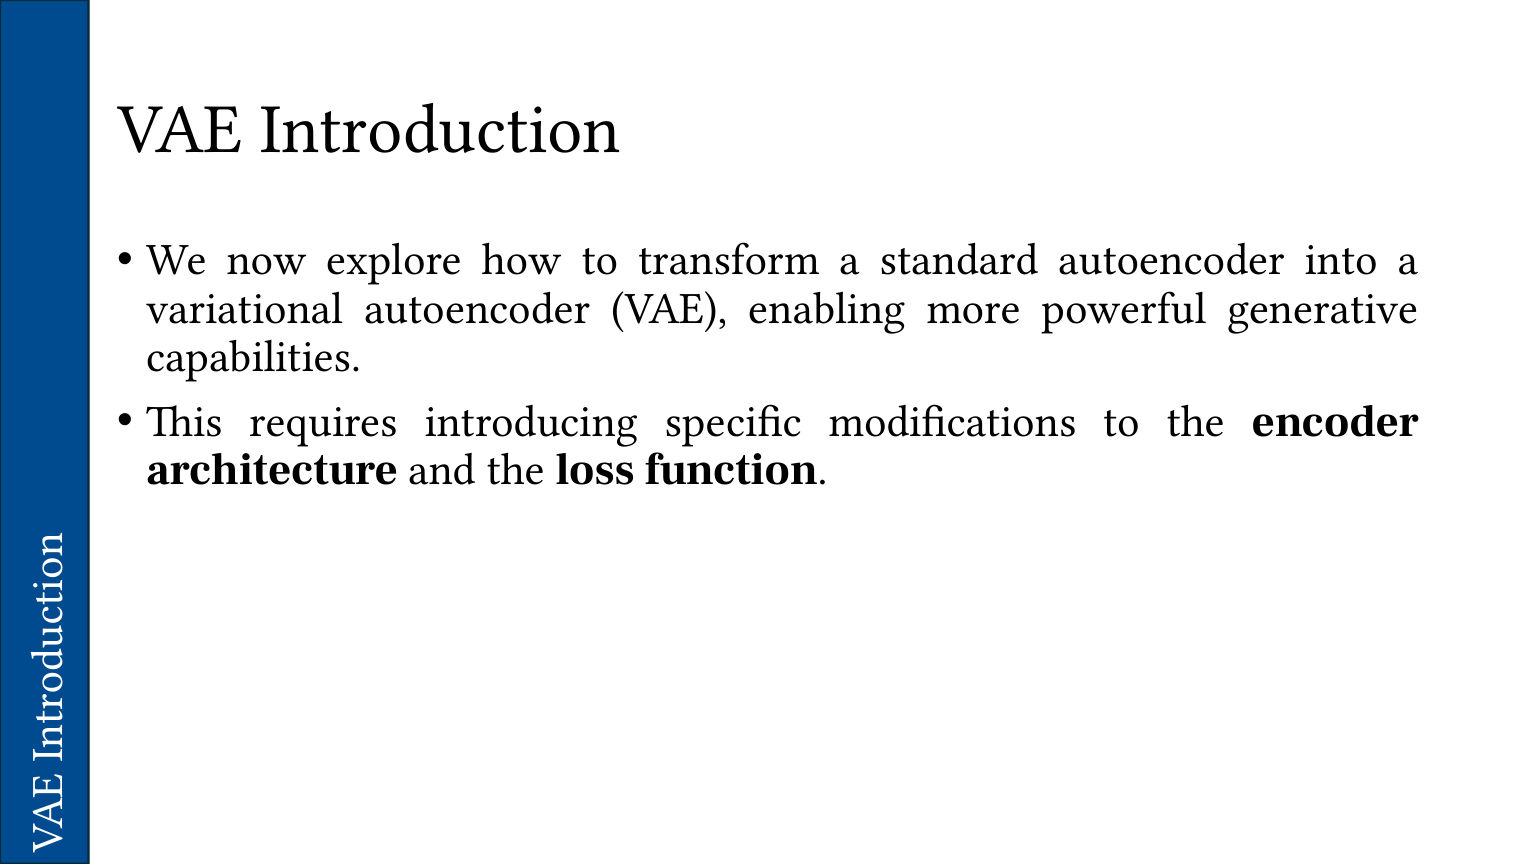 VAE Introduction
• We now explore how to transform a standard autoencoder into a
variational autoencoder (VAE), enabling more powerful generative
capabilities.
• This requires introducing specific modifications to the encoder
architecture and the loss function.
VAE Introduction